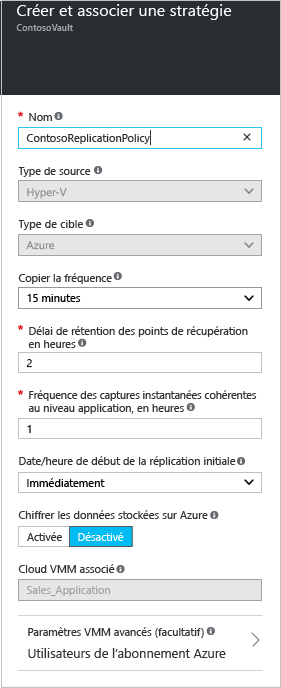 Créer et associer une stratégie
ContosoVault
* Nom
ContosoReplicationPolicy
Type de source
Hyper-V
Type de cible
Azure
Copier la fréquence
15 minutes
* Délai de rétention des points de récupération
en heures
2
* Fréquence des captures instantanées cohérentes
au niveau application, en heures
1
Date/heure de début de la réplication initiale
Immédiatement
Chiffrer les données stockées sur Azure
Activée Désactivé
Cloud VMM associé
Sales_Application
Paramètres VMM avancés (facultatif)
Utilisateurs de l'abonnement Azure